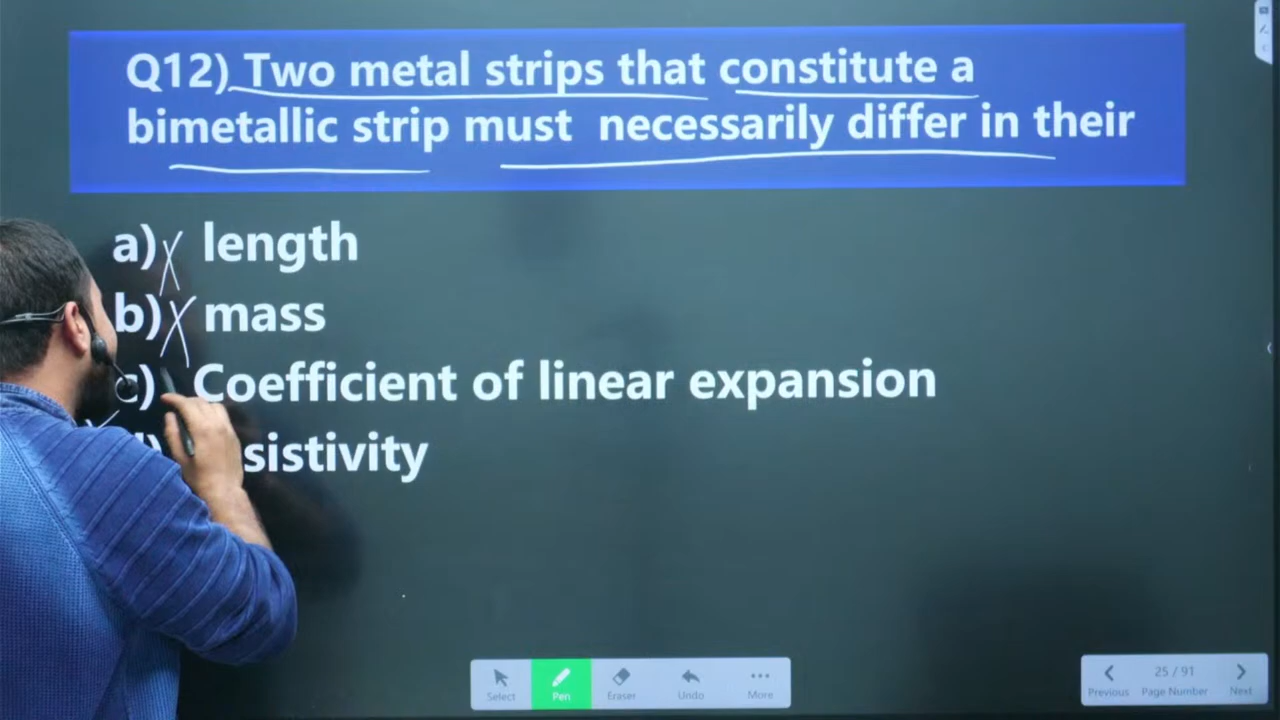 Q12) Two metal strips that constitute a
bimetallic strip must necessarily differ in their
a) length
b) mass
c) Coefficient of linear expansion
sistivity
Select
Pen
Eraser
Undo
More
Previous
25 / 91
Page Number
Next